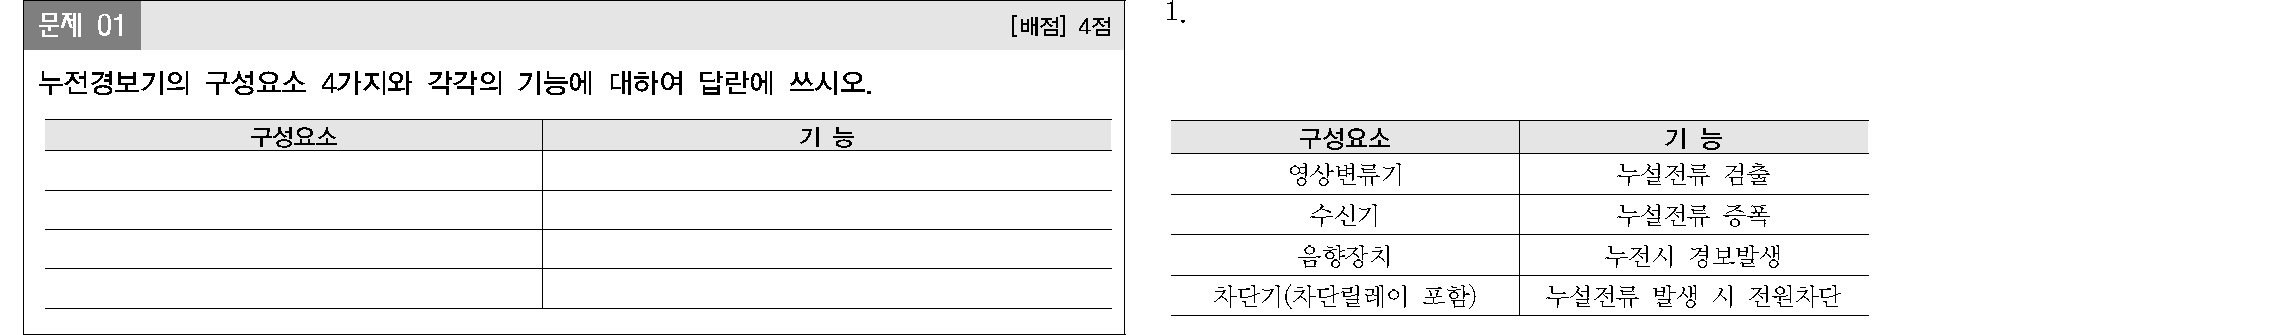 문제 01
[배점] 4점
누전경보기의 구성요소 4가지와 각각의 기능에 대하여 답란에 쓰시오.
구성요소 기 능
1.
구성요소 기 능
영상변류기 누설전류 검출
수신기 누설전류 증폭
음향장치 누전시 경보발생
차단기(차단릴레이 포함) 누설전류 발생 시 전원차단